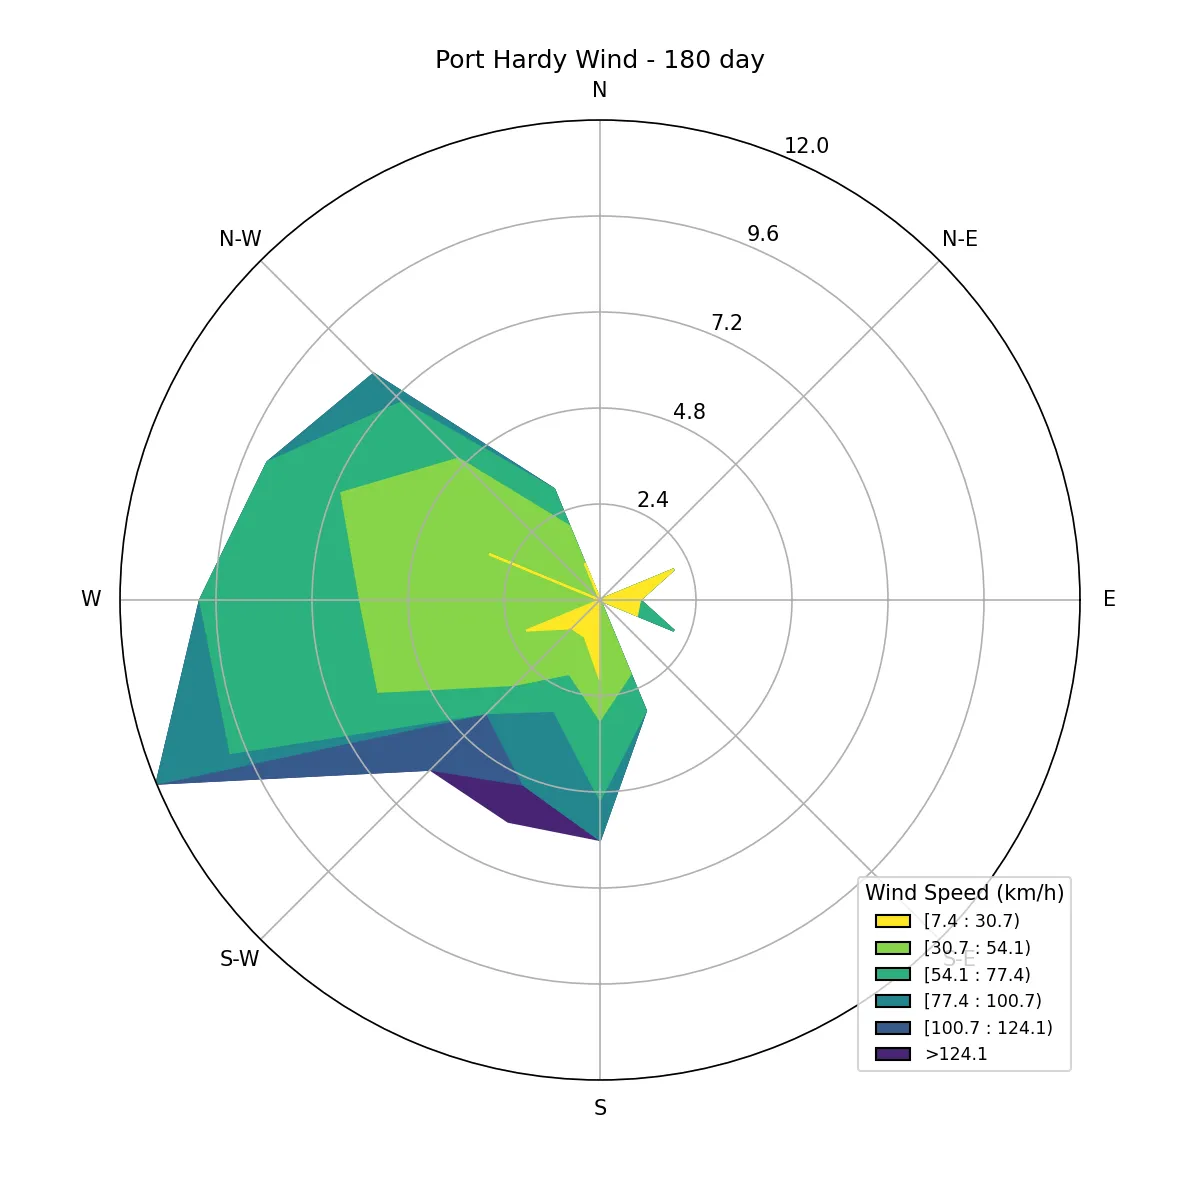 Port Hardy Wind - 180 day
N
12.0
N-W
9.6
N-E
7.2
4.8
2.4
W
E
S-W
S-E
S
Wind Speed (km/h)
[7.4 : 30.7)
[30.7 : 54.1)
[54.1 : 77.4)
[77.4 : 100.7)
[100.7 : 124.1)
>124.1